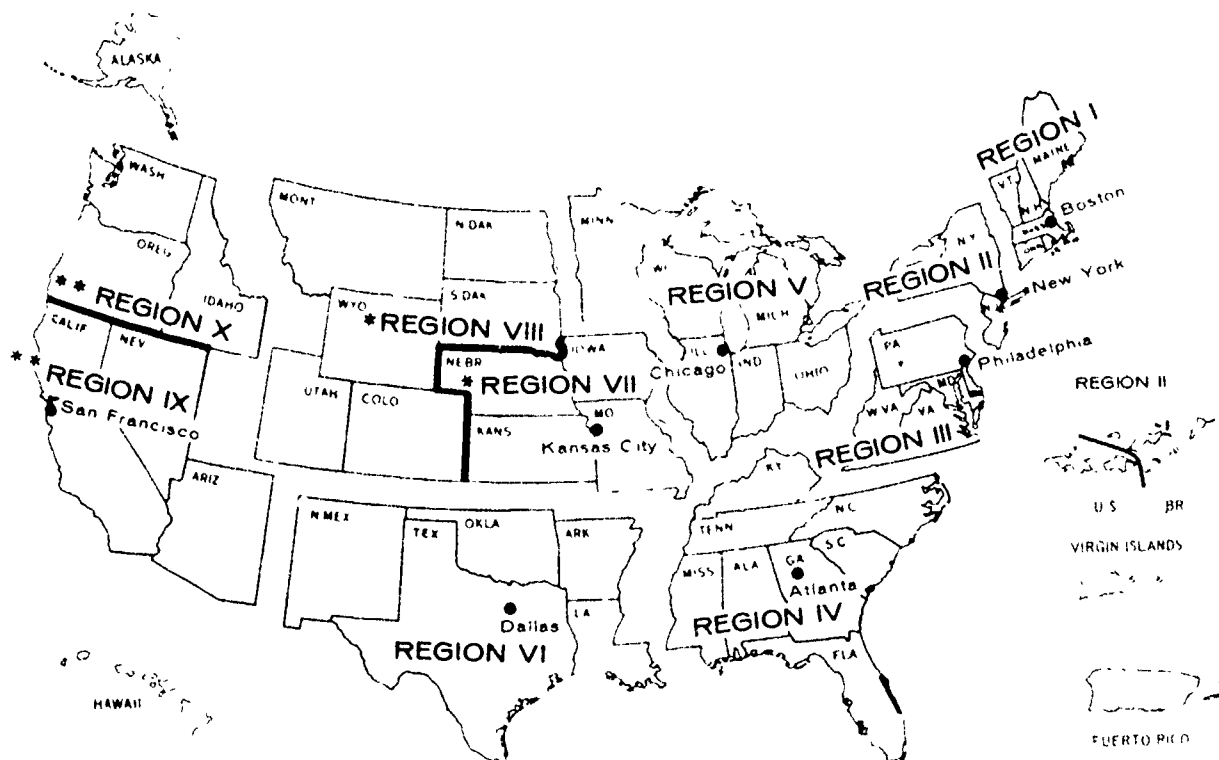 ALASKA
REGION I
MAINE
WASH
VT
MONT
N.H.
Boston
MINN
N.DAK
MASS
OREG
N.Y.
REGION II
New York
S.DAK
IDAHO
WYO
REGION V
** REGION X
*REGION VIII
MICH
CALIF
NEV
PA
ILL
IND
Philadelphia
NEBR
Chicago
OHIO
MD
** REGION IX
* REGION VII
REGION II
UTAH
COLO
W.VA
VA
San Francisco
MO
KANS
Kansas City
REGION III
KY
ARIZ
U S BR
N.MEX
OKLA
N.C.
TEX
ARK
TENN
S.C.
VIRGIN ISLANDS
MISS
ALA
GA
Atlanta
LA
Dallas
REGION IV
REGION VI
FLA
HAWAII
PUERTO RICO